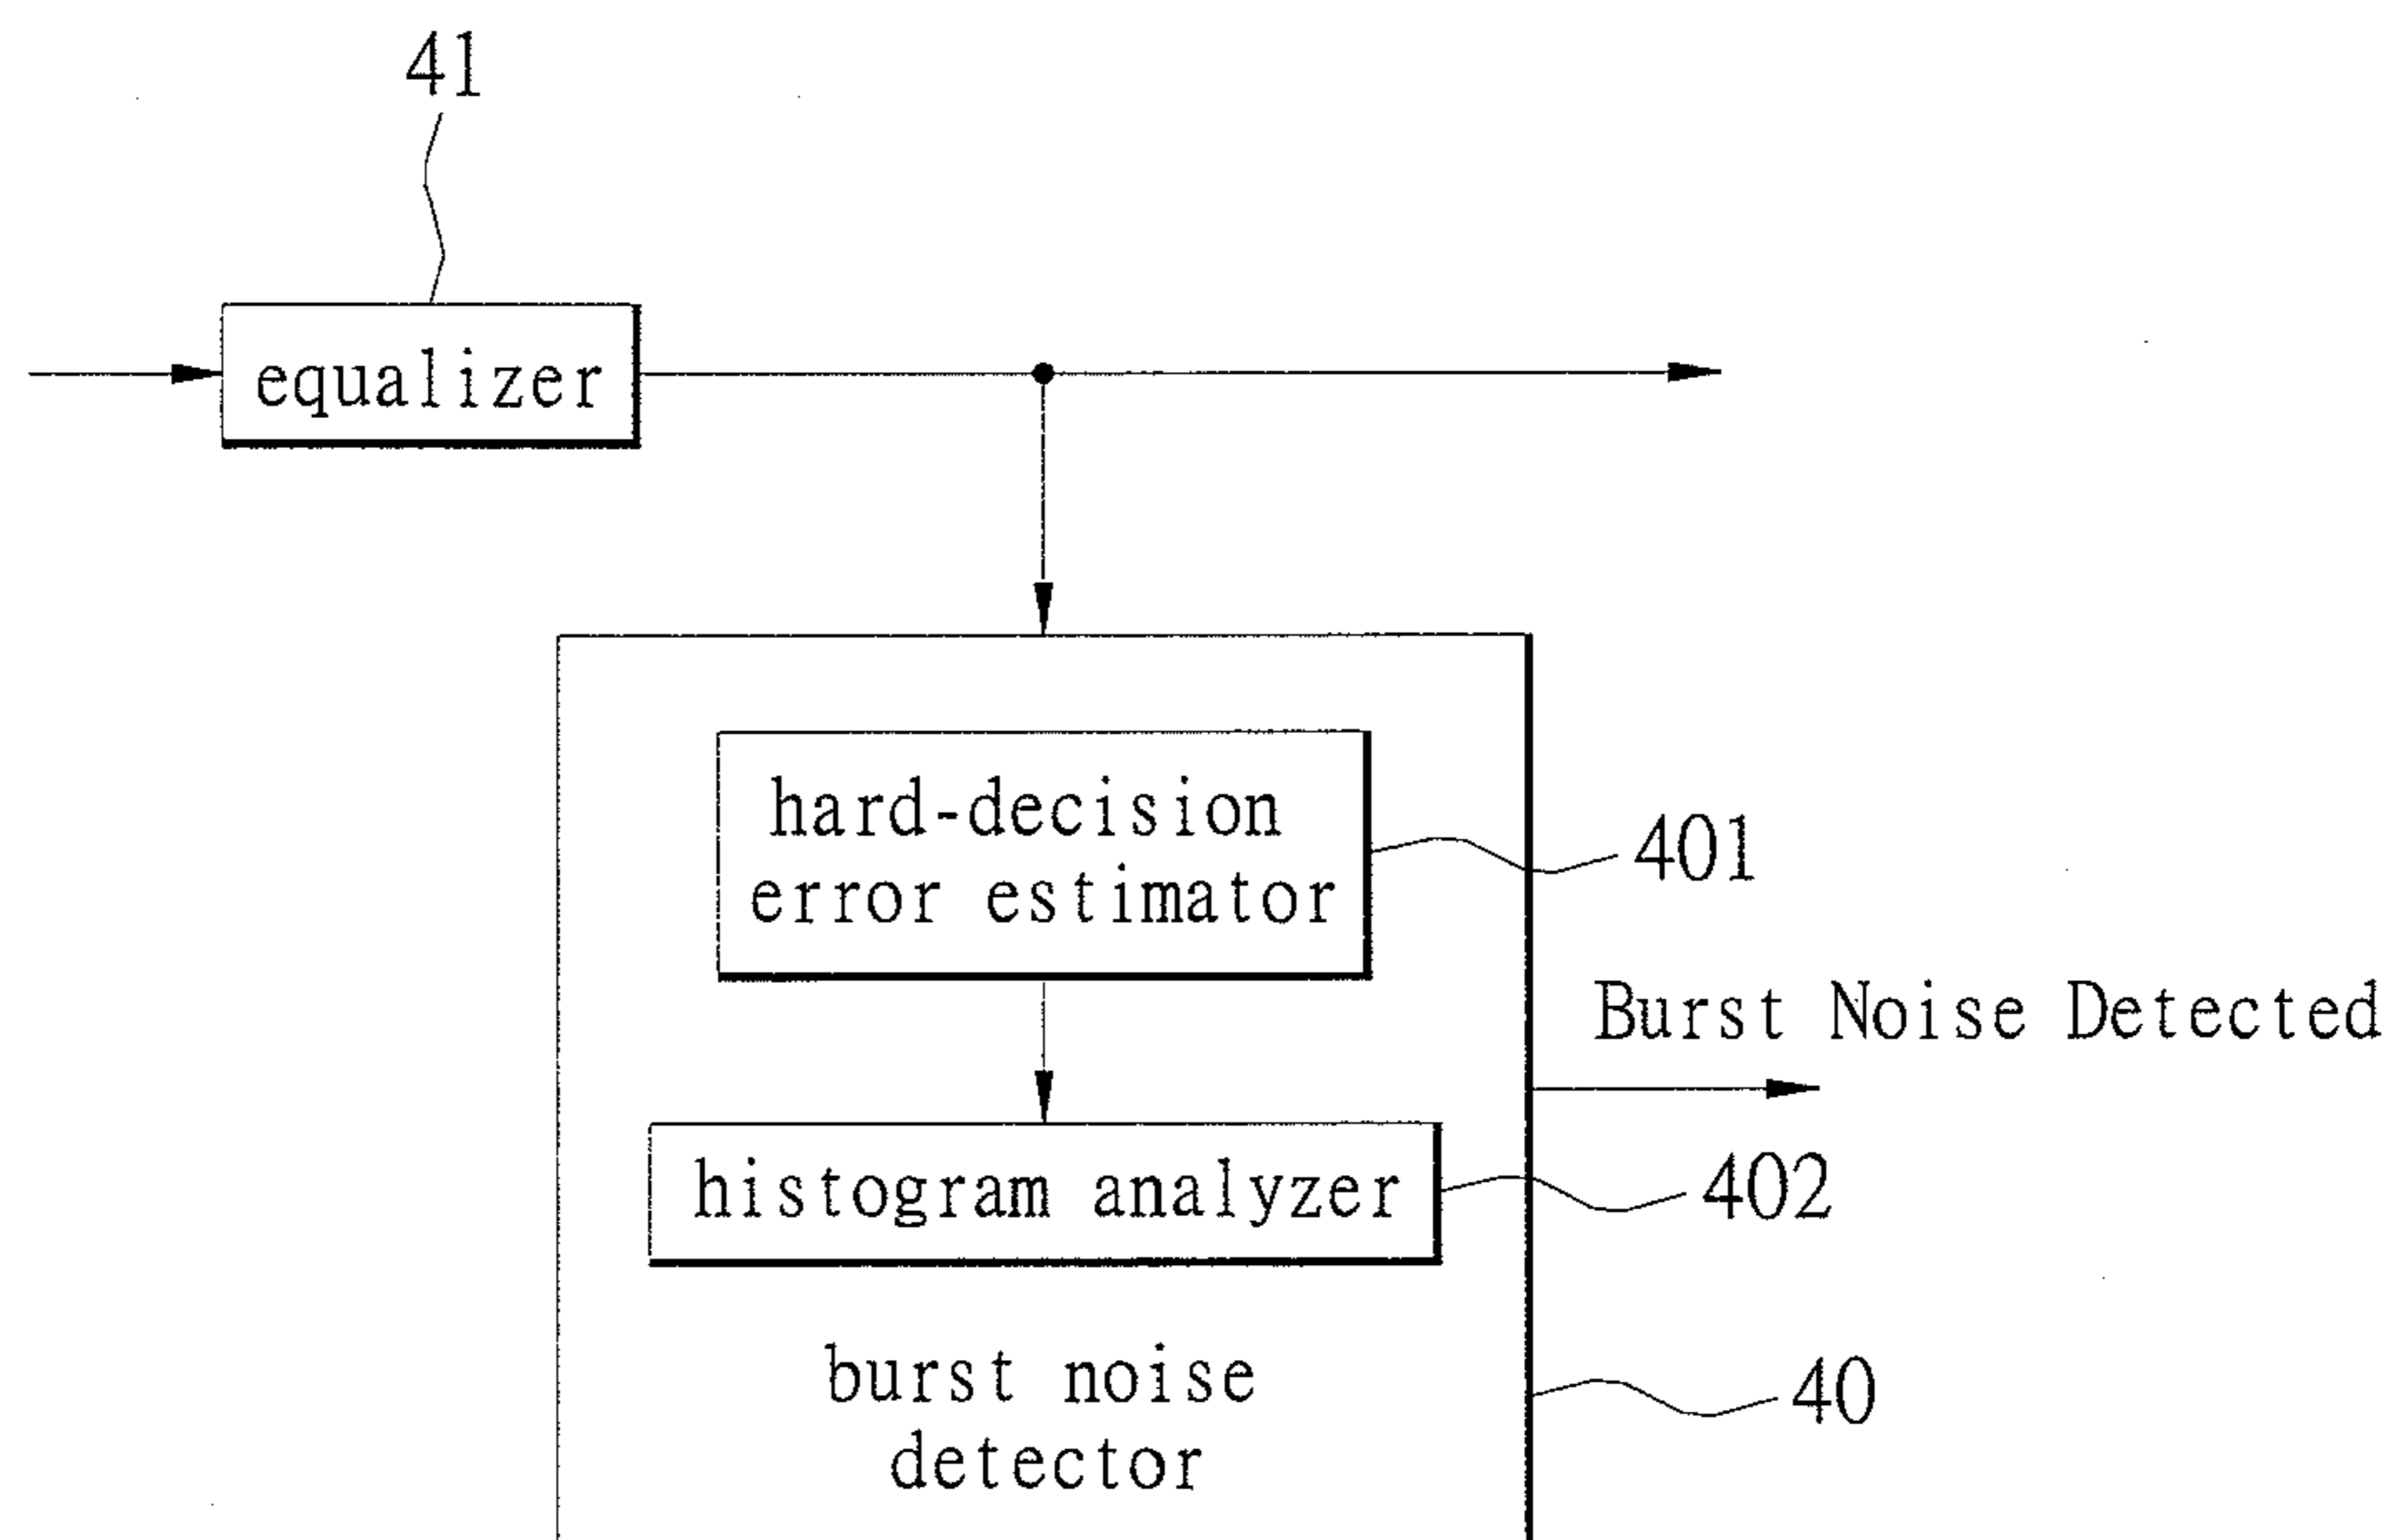 41
equalizer
hard-decision
error estimator
401
Burst Noise Detected
histogram analyzer
402
burst noise
detector
40